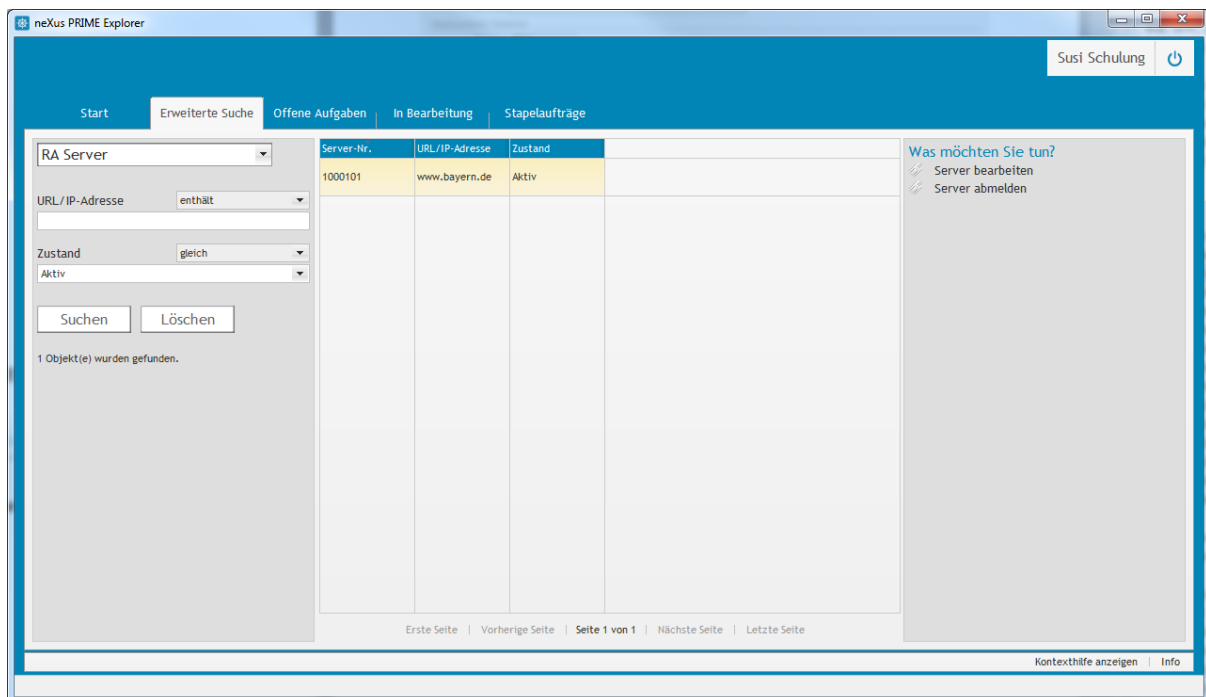 neXus PRIME Explorer
Susi Schulung
Start Erweiterte Suche Offene Aufgaben In Bearbeitung Stapelaufträge
RA Server
URL/IP-Adresse enthält
Zustand gleich
Aktiv
Suchen Löschen
1 Objekt(e) wurden gefunden.
Server-Nr. URL/IP-Adresse Zustand
1000101 www.bayern.de Aktiv
Erste Seite | Vorherige Seite | Seite 1 von 1 | Nächste Seite | Letzte Seite
Was möchten Sie tun?
Server bearbeiten
Server abmelden
Kontexthilfe anzeigen | Info